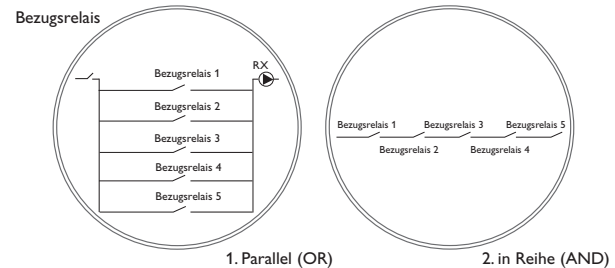 Bezugsrelais
RX
Bezugsrelais 1
Bezugsrelais 2
Bezugsrelais 3
Bezugsrelais 4
Bezugsrelais 5
1. Parallel (OR)
Bezugsrelais 1 Bezugsrelais 3 Bezugsrelais 5
Bezugsrelais 2 Bezugsrelais 4
2. in Reihe (AND)